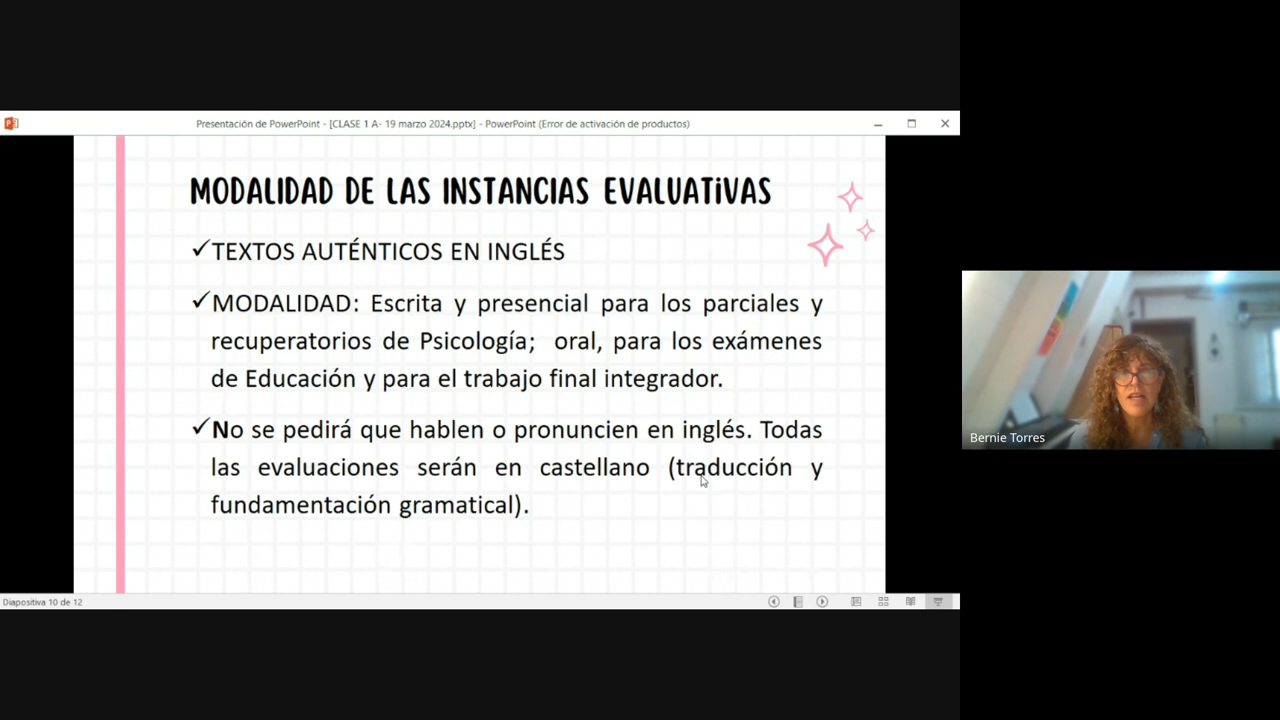 Presentación de PowerPoint - [CLASE 1 A- 19 marzo 2024.pptx] - PowerPoint (Error de activación de productos)
MODALIDAD DE LAS INSTANCIAS EVALUATIVAS
✓TEXTOS AUTÉNTICOS EN INGLÉS
✓MODALIDAD: Escrita y presencial para los parciales y
recuperatorios de Psicología; oral, para los exámenes
de Educación y para el trabajo final integrador.
✓No se pedirá que hablen o pronuncien en inglés. Todas
las evaluaciones serán en castellano (traducción y
fundamentación gramatical).
Bernie Torres
Diapositiva 10 de 12